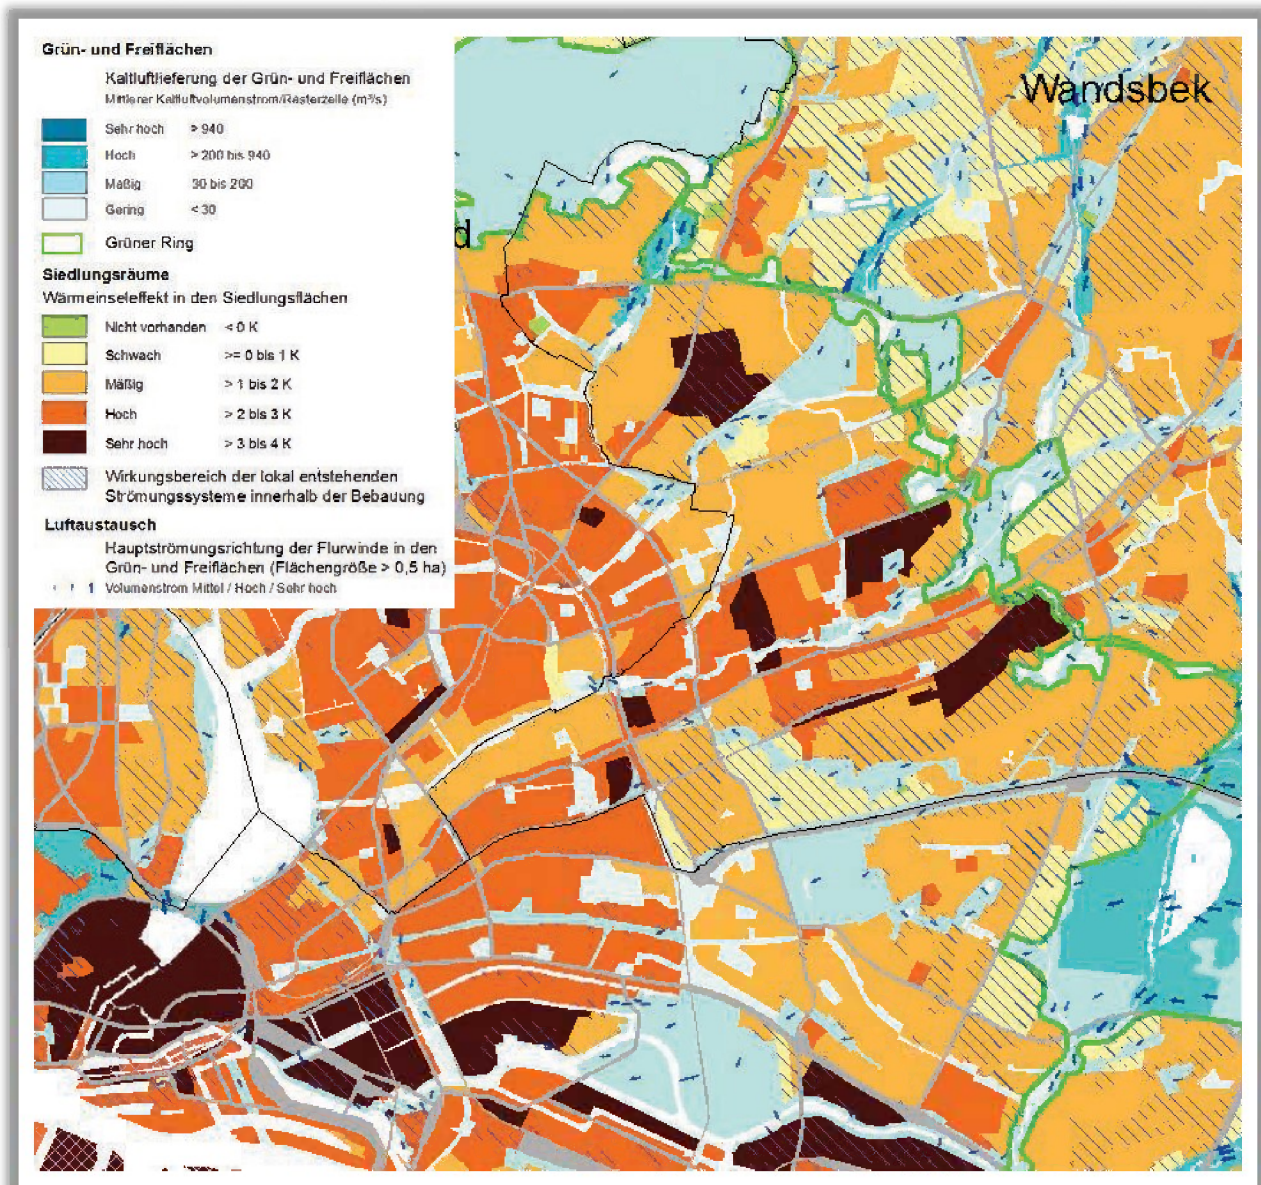 Grün- und Freiflächen
Kaltluftlieferung der Grün- und Freiflächen
Mittlerer Kaltluftvolumenstrom/Rasterzelle (m³/s)
Sehr hoch > 940
Hoch > 200 bis 940
Mäßig 30 bis 200
Gering < 30
Grüner Ring
Siedlungsräume
Wärmeinseleffekt in den Siedlungsflächen
Nicht vorhanden < 0 K
Schwach >= 0 bis 1 K
Mäßig > 1 bis 2 K
Hoch > 2 bis 3 K
Sehr hoch > 3 bis 4 K
Wirkungsbereich der lokal entstehenden
Strömungssysteme innerhalb der Bebauung
Luftaustausch
Hauptströmungsrichtung der Flurwinde in den
Grün- und Freiflächen (Flächengröße > 0,5 ha)
Volumenstrom Mittel / Hoch / Sehr hoch
Wandsbek
d